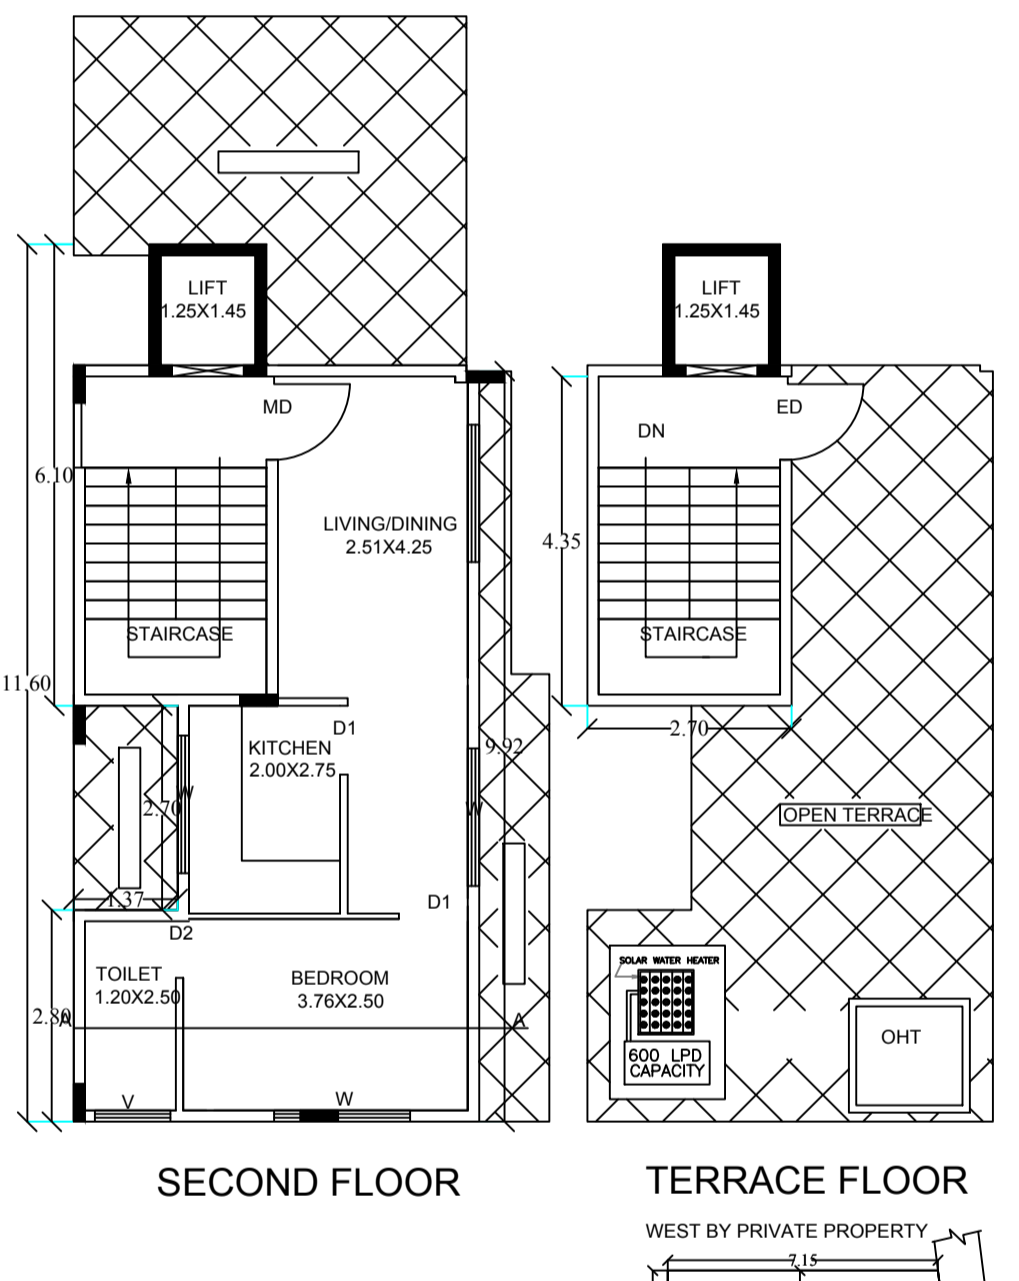 LIFT
1.25X1.45
MD
6.10
LIVING/DINING
2.51X4.25
STAIRCASE
11.60
D1
KITCHEN
2.00X2.75
9.92
W
2.70
W
1.37
D1
D2
TOILET
1.20X2.50
BEDROOM
3.76X2.50
2.80
A
A
V
W
SECOND FLOOR
LIFT
1.25X1.45
ED
DN
4.35
STAIRCASE
2.70
OPEN TERRACE
SOLAR WATER HEATER
600 LPD
CAPACITY
OHT
TERRACE FLOOR
WEST BY PRIVATE PROPERTY
7.15